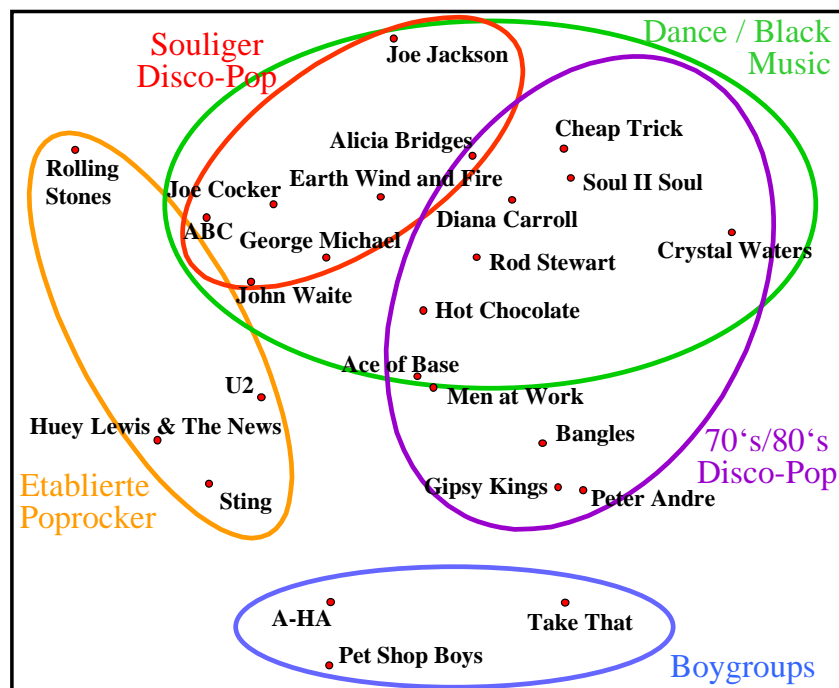 Souliger
Disco-Pop
Joe Jackson
Dance / Black
Music
Alicia Bridges
Cheap Trick
Rolling
Stones
Joe Cocker
Earth Wind and Fire
Soul II Soul
ABC
George Michael
Diana Carroll
Crystal Waters
Rod Stewart
John Waite
Hot Chocolate
Ace of Base
U2
Men at Work
Huey Lewis & The News
Bangles
70‘s/80‘s
Disco-Pop
Etablierte
Poprocker
Sting
Gipsy Kings
Peter Andre
A-HA
Take That
Pet Shop Boys
Boygroups